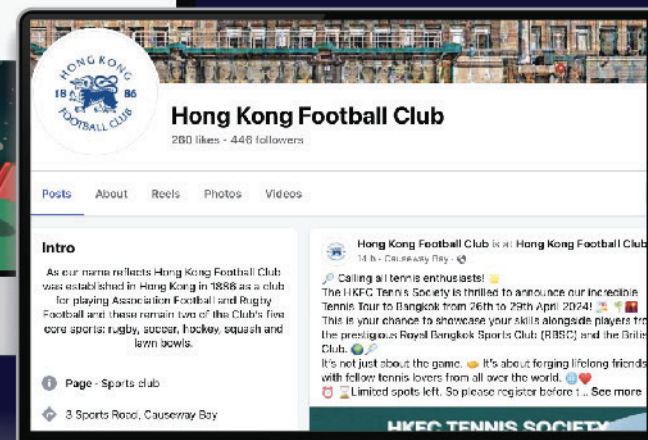 HONG KONG
18 86
FOOTBALL CLUB
Hong Kong Football Club
260 likes • 446 followers
Posts About Reels Photos Videos
Intro
As our name reflects Hong Kong Football Club
was established in Hong Kong in 1886 as a club
for playing Association Football and Rugby
Football and these remain two of the Club's five
core sports: rugby, soccer, hockey, squash and
lawn bowls.
Page · Sports club
3 Sports Road, Causeway Bay
Hong Kong Football Club is at Hong Kong Football Club
14 h · Causeway Bay ·
Calling all tennis enthusiasts!
The HKFC Tennis Society is thrilled to announce our incredible
Tennis Tour to Bangkok from 26th to 29th April 2024!
This is your chance to showcase your skills alongside players fro
the prestigious Royal Bangkok Sports Club (RBSC) and the Britis
Club.
It's not just about the game. It's about forging lifelong friends
with fellow tennis lovers from all over the world.
Limited spots left. So please register before t... See more
HKFC TENNIS SOCIETY